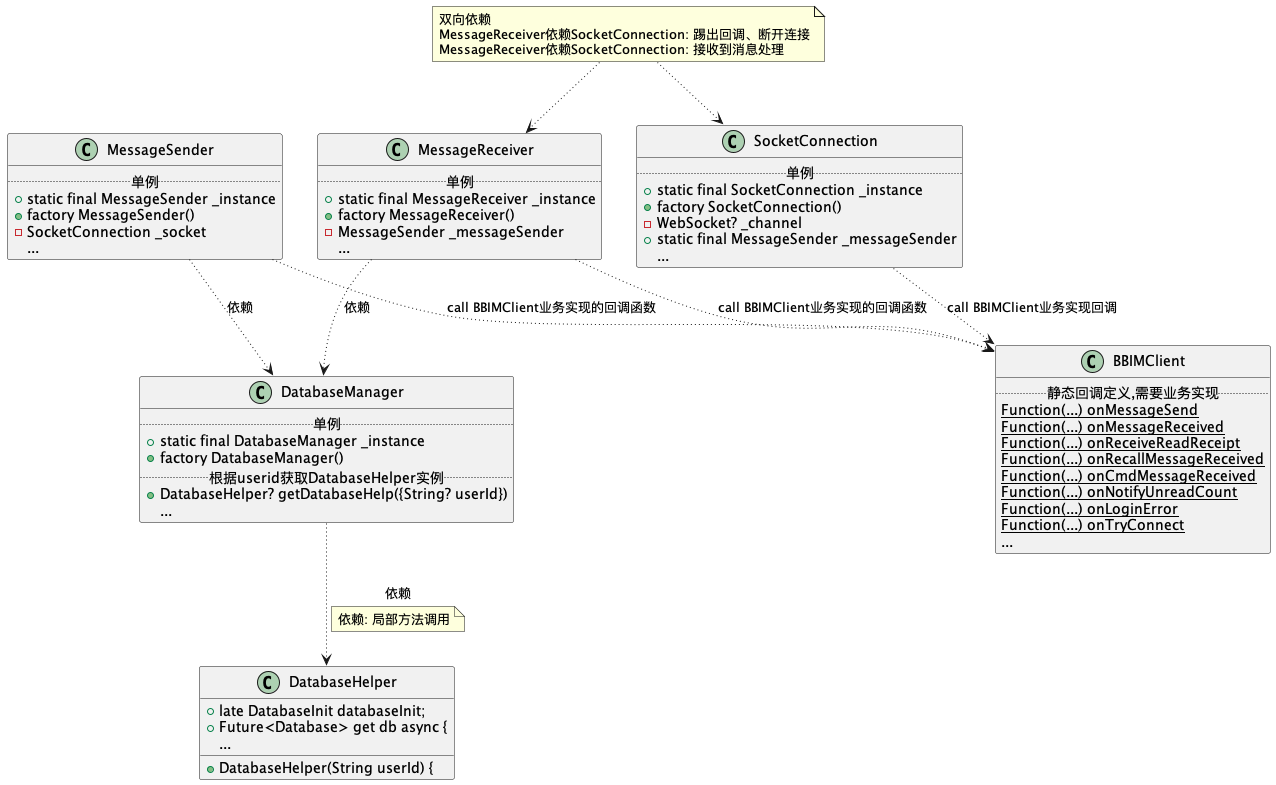 双向依赖
MessageReceiver依赖SocketConnection: 踢出回调、断开连接
MessageReceiver依赖SocketConnection: 接收到消息处理
C MessageSender
单例
static final MessageSender _instance
factory MessageSender()
SocketConnection _socket
...
C MessageReceiver
单例
static final MessageReceiver _instance
factory MessageReceiver()
MessageSender _messageSender
...
C SocketConnection
单例
static final SocketConnection _instance
factory SocketConnection()
WebSocket? _channel
static final MessageSender _messageSender
...
依赖
依赖
call BBIMClient业务实现的回调函数
call BBIMClient业务实现的回调函数
call BBIMClient业务实现回调
C DatabaseManager
单例
static final DatabaseManager _instance
factory DatabaseManager()
根据userid获取DatabaseHelper实例
DatabaseHelper? getDatabaseHelp({String? userId})
...
C BBIMClient
静态回调定义,需要业务实现
Function(...) onMessageSend
Function(...) onMessageReceived
Function(...) onReceiveReadReceipt
Function(...) onRecallMessageReceived
Function(...) onCmdMessageReceived
Function(...) onNotifyUnreadCount
Function(...) onLoginError
Function(...) onTryConnect
...
依赖
依赖: 局部方法调用
C DatabaseHelper
late DatabaseInit databaseInit;
Future<Database> get db async {
...
DatabaseHelper(String userId) {